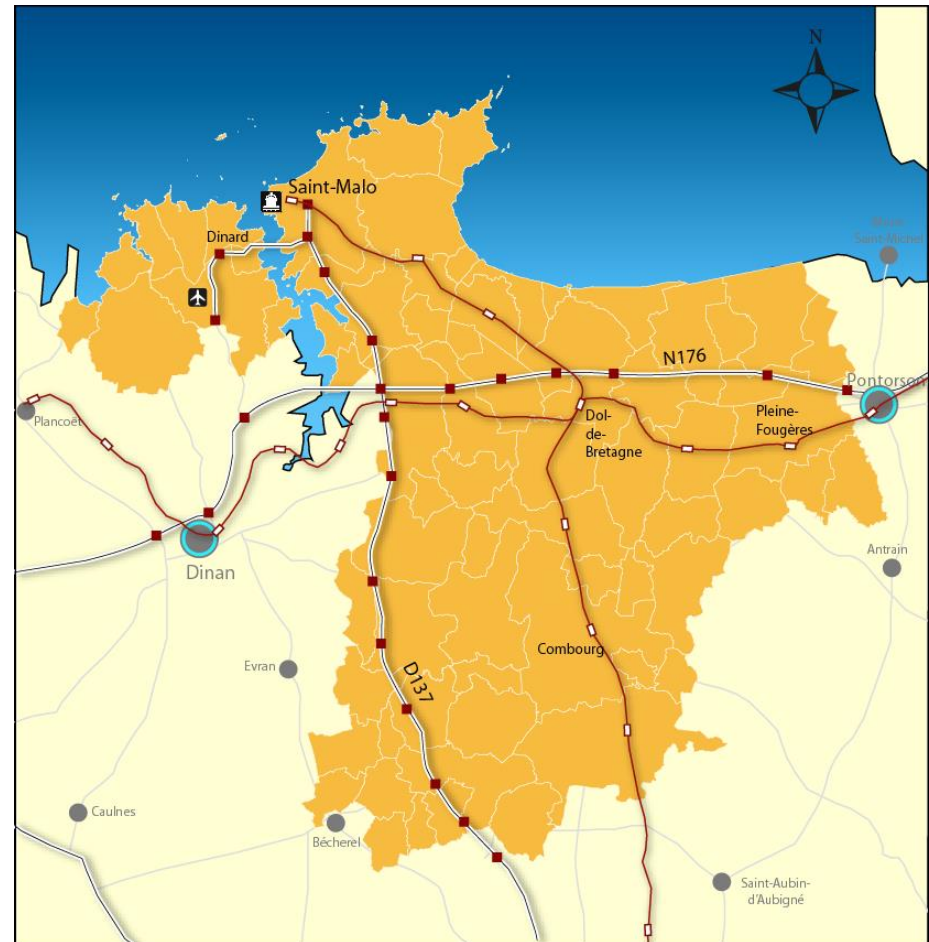 N
Saint-Malo
Dinard
Mont
Saint-Michel
N176
Pontorson
Plancoët
Dol-
de-
Bretagne
Pleine-
Fougères
Dinan
Antrain
Combourg
Evran
D137
Caulnes
Bécherel
Saint-Aubin-
d'Aubigné